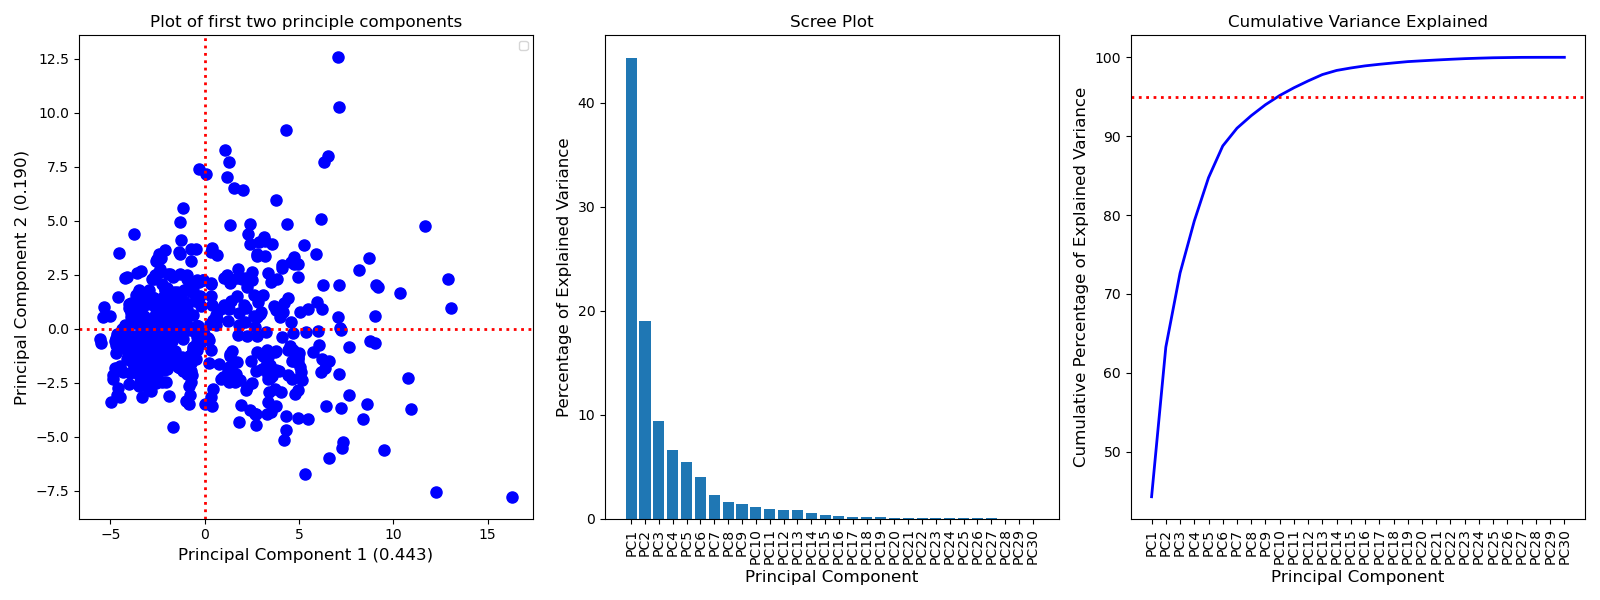 Plot of first two principle components
12.5
10.0
7.5
5.0
2.5
0.0
−2.5
−5.0
−7.5
Principal Component 2 (0.190)
−5
0
5
10
15
Principal Component 1 (0.443)
Scree Plot
40
30
20
10
0
Percentage of Explained Variance
PC1
PC2
PC3
PC4
PC5
PC6
PC7
PC8
PC9
PC10
PC11
PC12
PC13
PC14
PC15
PC16
PC17
PC18
PC19
PC20
PC21
PC22
PC23
PC24
PC25
PC26
PC27
PC28
PC29
PC30
Principal Component
Cumulative Variance Explained
100
90
80
70
60
50
Cumulative Percentage of Explained Variance
PC1
PC2
PC3
PC4
PC5
PC6
PC7
PC8
PC9
PC10
PC11
PC12
PC13
PC14
PC15
PC16
PC17
PC18
PC19
PC20
PC21
PC22
PC23
PC24
PC25
PC26
PC27
PC28
PC29
PC30
Principal Component